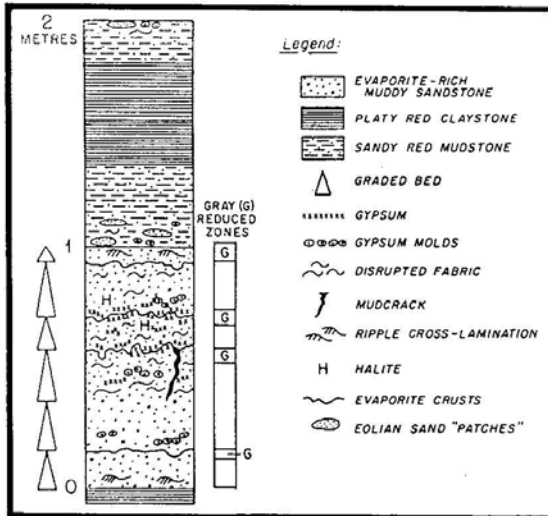 2
METRES
Legend:
EVAPORITE-RICH
MUDDY SANDSTONE
PLATY RED CLAYSTONE
SANDY RED MUDSTONE
GRADED BED
GRAY (G)
REDUCED
ZONES
GYPSUM
GYPSUM MOLDS
1
G
DISRUPTED FABRIC
H
MUDCRACK
G
H
RIPPLE CROSS-LAMINATION
G
H HALITE
EVAPORITE CRUSTS
EOLIAN SAND "PATCHES"
G
0